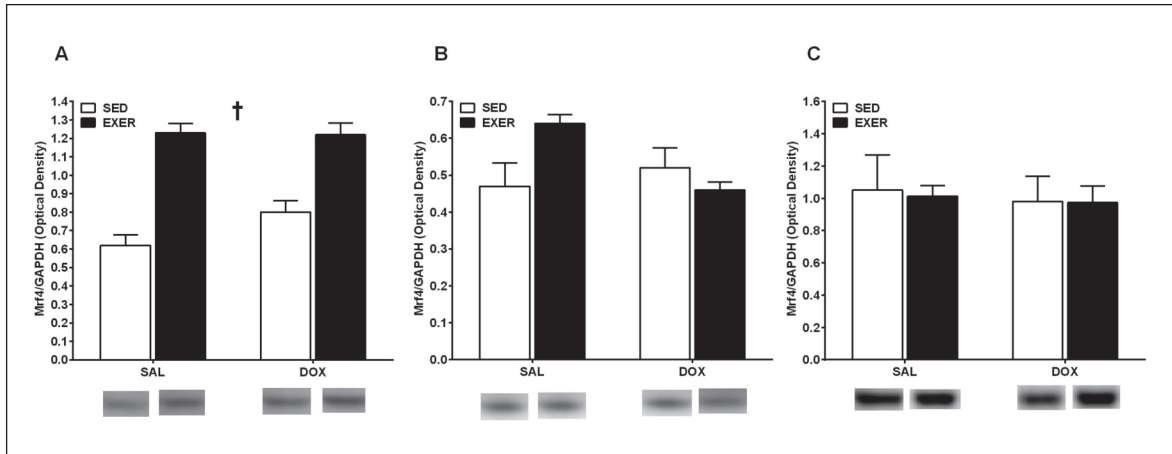 A
Mrf4/GAPDH (Optical Density)
1.4
1.3
1.2
1.1
1.0
0.9
0.8
0.7
0.6
0.5
0.4
0.3
0.2
0.1
0.0
SED
EXER
†
SAL DOX
B
Mrf4/GAPDH (Optical Density)
0.7
0.6
0.5
0.4
0.3
0.2
0.1
0.0
SED
EXER
SAL DOX
C
Mrf4/GAPDH (Optical Density)
1.6
1.4
1.2
1.0
0.8
0.6
0.4
0.2
0.0
SED
EXER
SAL DOX